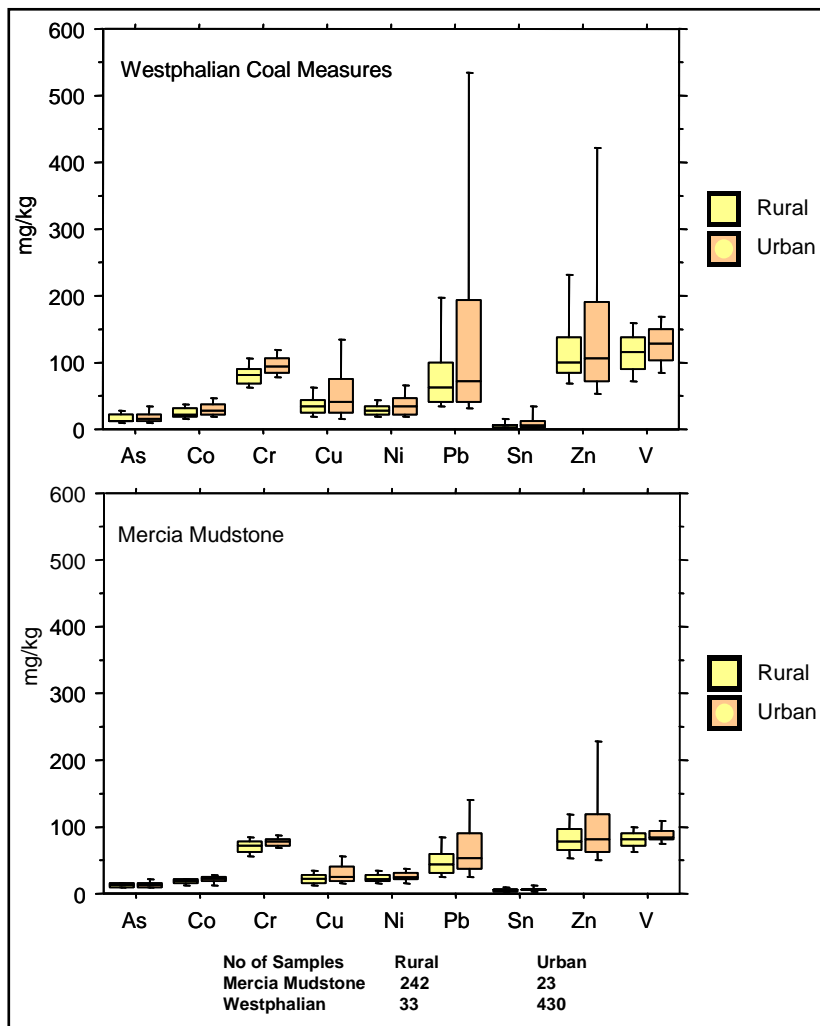 600
Westphalian Coal Measures
500
400
mg/kg
300
200
100
0
Rural
Urban
As Co Cr Cu Ni Pb Sn Zn V
600
Mercia Mudstone
500
400
mg/kg
300
200
100
0
Rural
Urban
As Co Cr Cu Ni Pb Sn Zn V
No of Samples Rural Urban
Mercia Mudstone 242 23
Westphalian 33 430